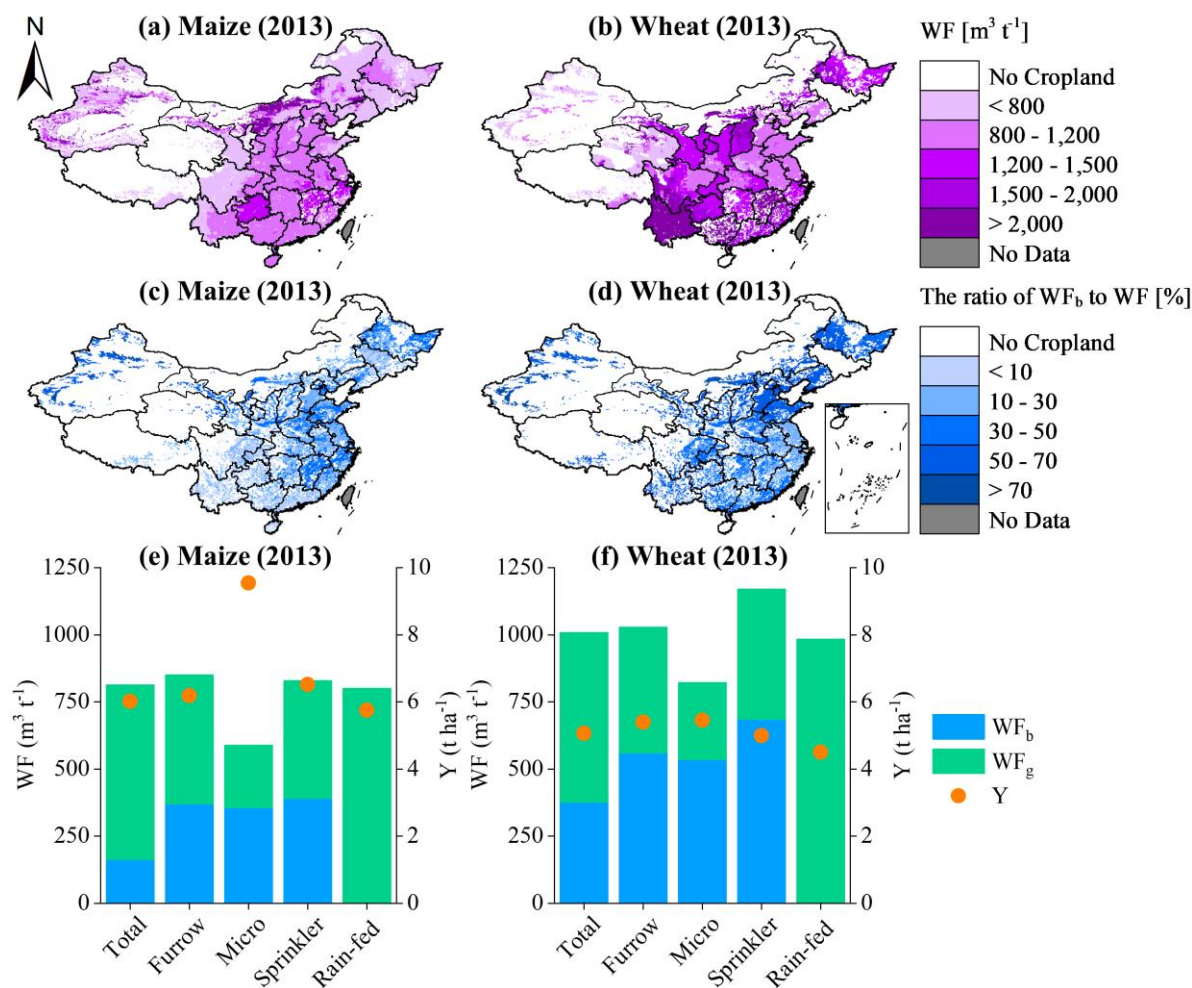 N
(a) Maize (2013)
(b) Wheat (2013)
WF [m³ t⁻¹]
No Cropland
< 800
800 - 1,200
1,200 - 1,500
1,500 - 2,000
> 2,000
No Data
(c) Maize (2013)
(d) Wheat (2013)
The ratio of WFb to WF [%]
No Cropland
< 10
10 - 30
30 - 50
50 - 70
> 70
No Data
(e) Maize (2013)
1250
1000
750
500
250
0
WF (m³ t⁻¹)
10
8
6
4
2
0
Y (t ha⁻¹)
Total
Furrow
Micro
Sprinkler
Rain-fed
(f) Wheat (2013)
1250
1000
750
500
250
0
WF (m³ t⁻¹)
10
8
6
4
2
0
Y (t ha⁻¹)
Total
Furrow
Micro
Sprinkler
Rain-fed
WFb
WFg
Y